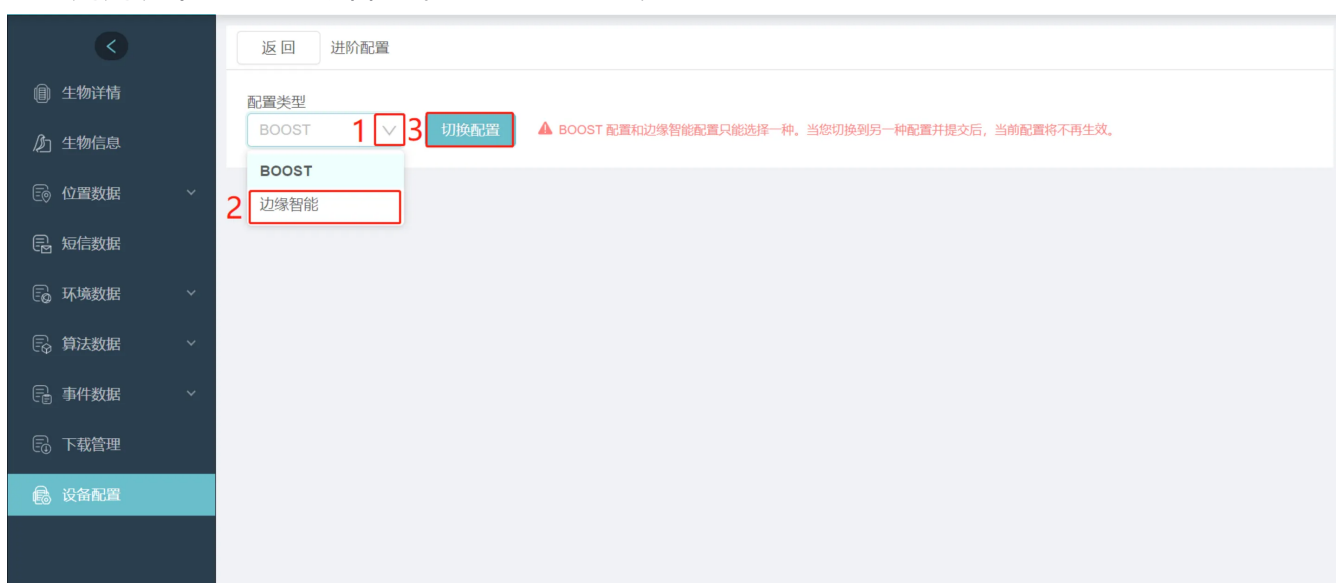 返回 进阶配置
生物详情
生物信息
位置数据
短信数据
环境数据
算法数据
事件数据
下载管理
设备配置
配置类型
BOOST 1 3 切换配置 BOOST 配置和边缘智能配置只能选择一种。当您切换到另一种配置并提交后，当前配置将不再生效。
BOOST
2 边缘智能